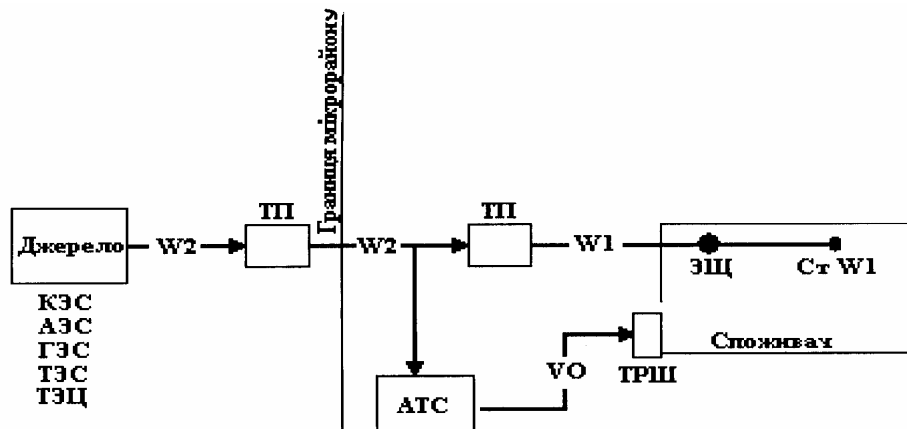 Границя мікрорайону
ТП
ТП
Джерело
W2
W2
W1
ЭЩ
Ст W1
КЭС
АЭС
ГЭС
ТЭС
ТЭЦ
Споживач
VO
ТРШ
АТС